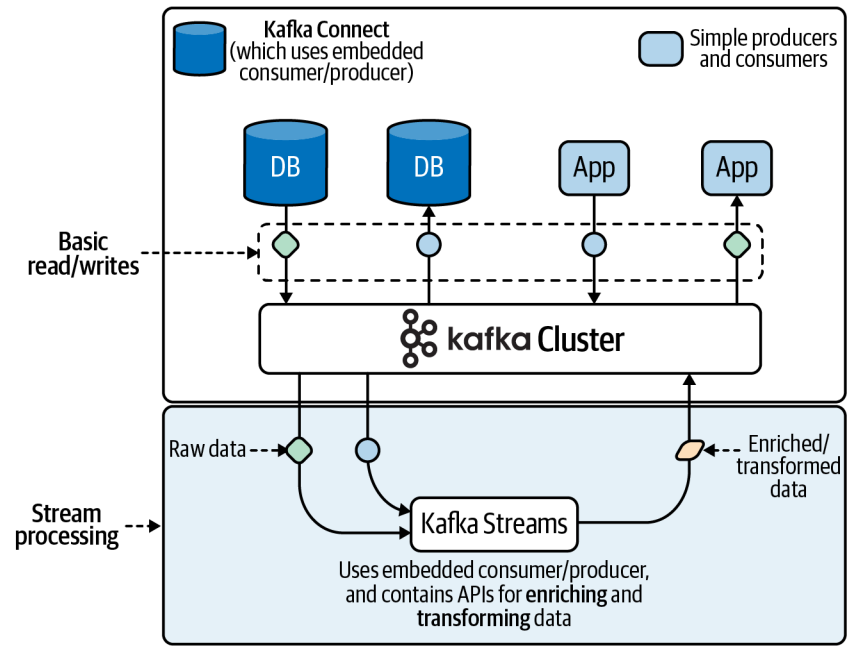 Kafka Connect
(which uses embedded
consumer/producer)
Simple producers
and consumers
DB
DB
App
App
Basic
read/writes
kafka Cluster
Raw data
Enriched/
transformed
data
Stream
processing
Kafka Streams
Uses embedded consumer/producer,
and contains APIs for enriching and
transforming data